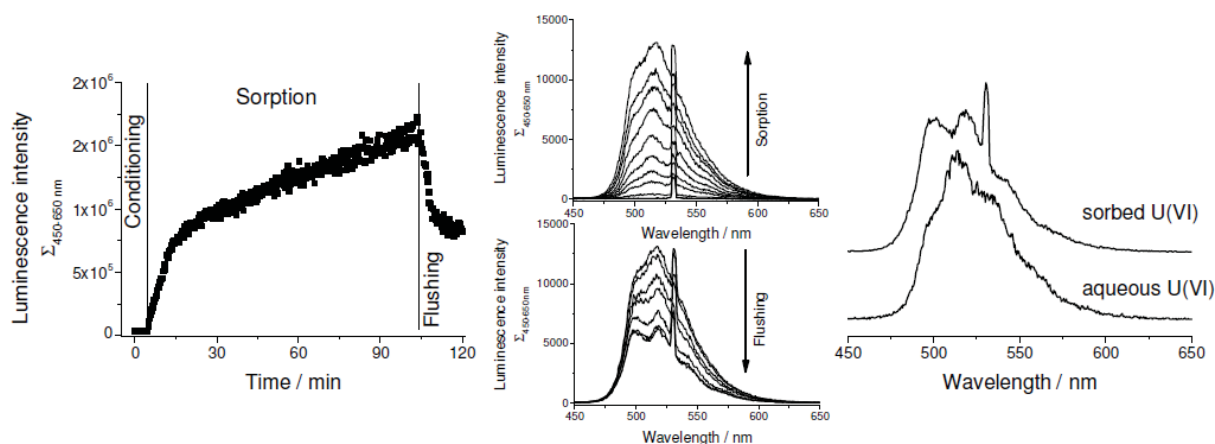 Luminescence intensity
Σ450-650 nm
2x10⁶
2x10⁶
1x10⁶
5x10⁵
0
Conditioning
Sorption
Flushing
0 30 60 90 120
Time / min
Luminescence intensity
Σ450-650 nm
15000
10000
5000
0
Sorption
450 500 550 600 650
Wavelength / nm
Luminescence intensity
Σ450-650nm
15000
10000
5000
0
Flushing
450 500 550 600 650
Wavelength / nm
sorbed U(VI)
aqueous U(VI)
450 500 550 600 650
Wavelength / nm